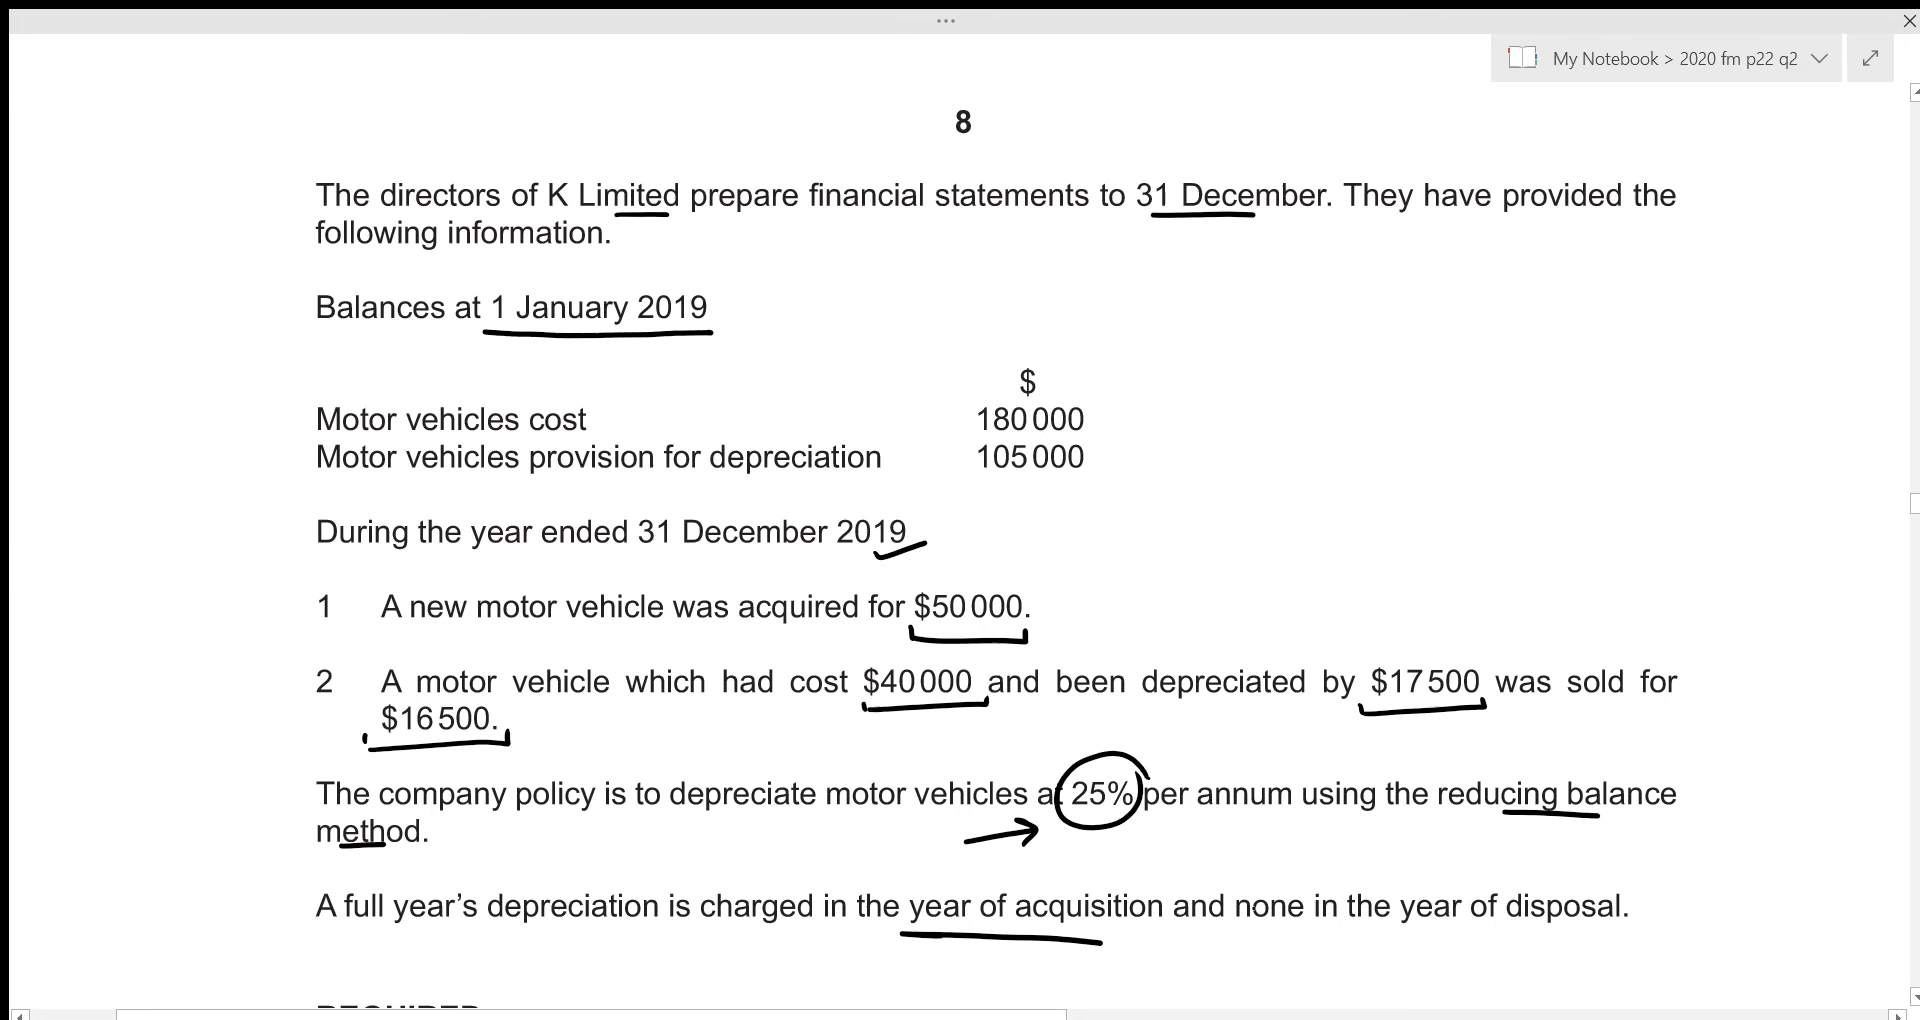 ...
My Notebook > 2020 fm p22 q2
8
The directors of K Limited prepare financial statements to 31 December. They have provided the
following information.
Balances at 1 January 2019
$
Motor vehicles cost 180 000
Motor vehicles provision for depreciation 105 000
During the year ended 31 December 2019
1 A new motor vehicle was acquired for $50 000.
2 A motor vehicle which had cost $40 000 and been depreciated by $17 500 was sold for
$16 500.
The company policy is to depreciate motor vehicles at 25% per annum using the reducing balance
method.
A full year’s depreciation is charged in the year of acquisition and none in the year of disposal.